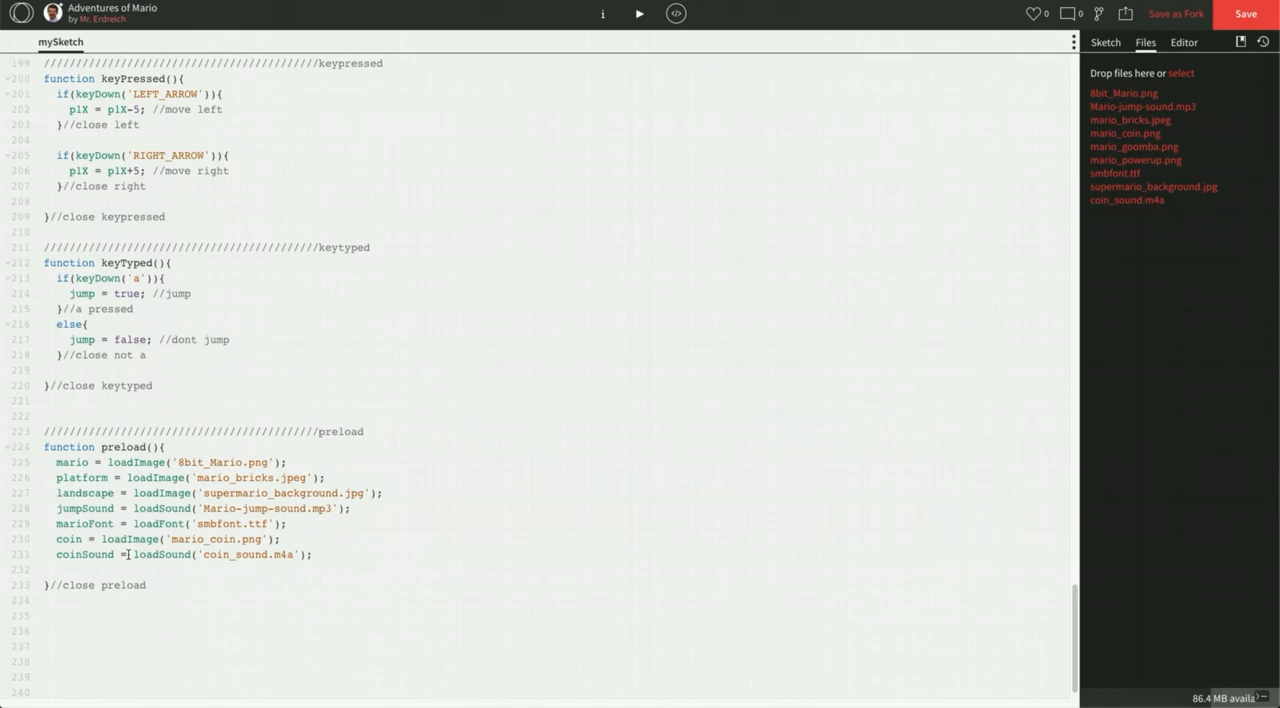 Adventures of Mario
by Mr. Erdreich
i
0
0
Save as Fork
Save
mySketch
Sketch
Files
Editor
199 ///////////////////////////////////////////keypressed
200 function keyPressed(){
201 if(keyDown('LEFT_ARROW')){
202 p1X = p1X-5; //move left
203 }//close left
204
205 if(keyDown('RIGHT_ARROW')){
206 p1X = p1X+5; //move right
207 }//close right
208
209 }//close keypressed
210
211 ///////////////////////////////////////////keytyped
212 function keyTyped(){
213 if(keyDown('a')){
214 jump = true; //jump
215 }//a pressed
216 else{
217 jump = false; //dont jump
218 }//close not a
219
220 }//close keytyped
221
222
223 ///////////////////////////////////////////preload
224 function preload(){
225 mario = loadImage('8bit_Mario.png');
226 platform = loadImage('mario_bricks.jpeg');
227 landscape = loadImage('supermario_background.jpg');
228 jumpSound = loadSound('Mario-jump-sound.mp3');
229 marioFont = loadFont('smbfont.ttf');
230 coin = loadImage('mario_coin.png');
231 coinSound = loadSound('coin_sound.m4a');
232
233 }//close preload
234
235
236
237
238
239
240
Drop files here or select
8bit_Mario.png
Mario-jump-sound.mp3
mario_bricks.jpeg
mario_coin.png
mario_goomba.png
mario_powerup.png
smbfont.ttf
supermario_background.jpg
coin_sound.m4a
86.4 MB availa